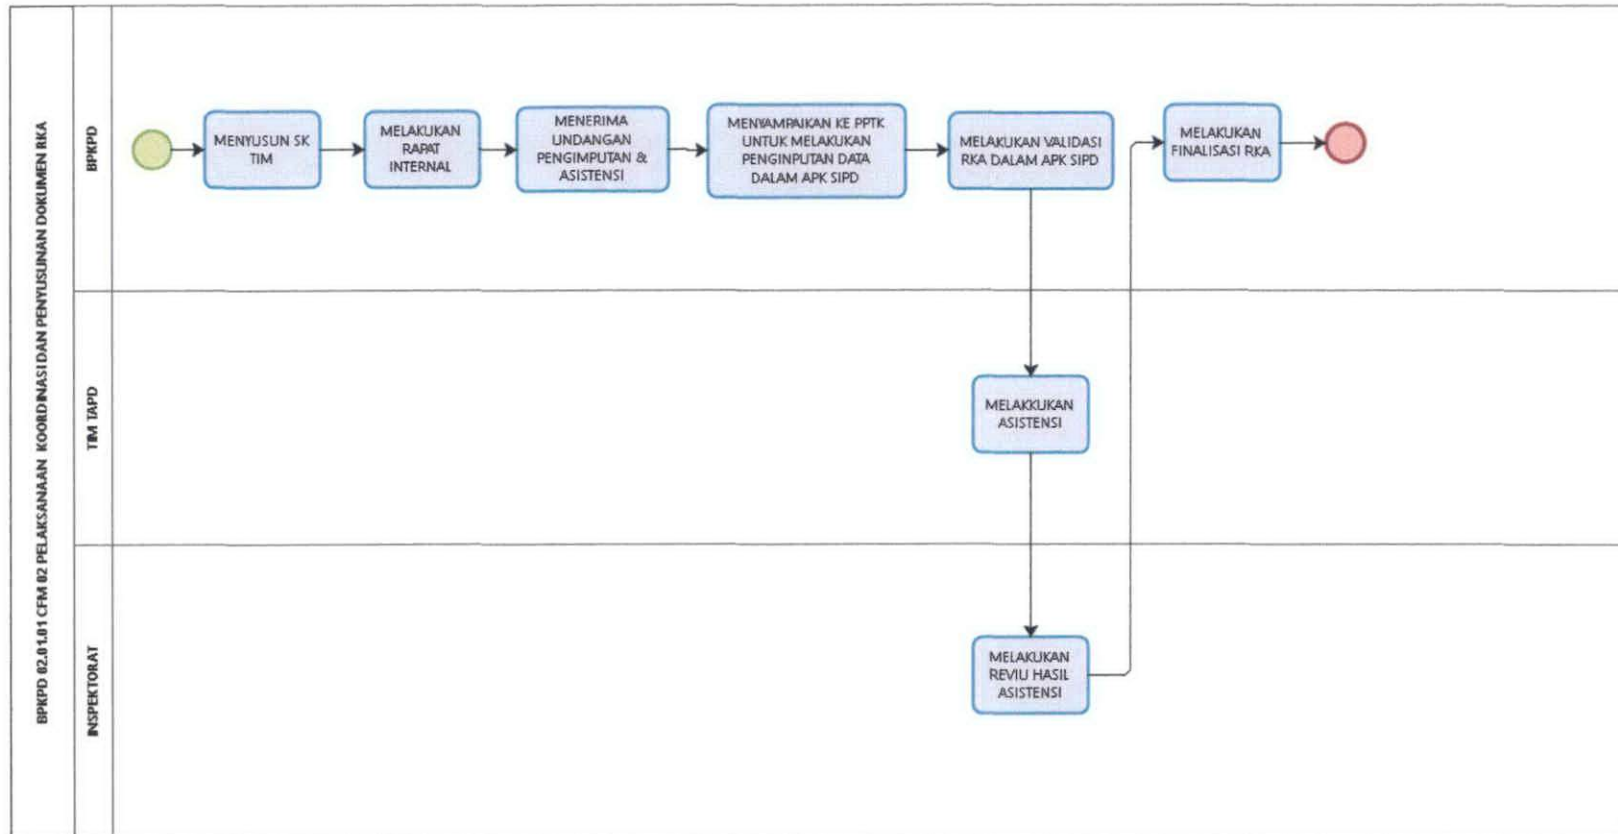 BPKPD 02.01.01 CFM 02 PELAKSANAAN KOORDINASI DAN PENYUSUNAN DOKUMEN RKA
BPKPD
MENYUSUN SK
TIM
MELAKUKAN
RAPAT
INTERNAL
MENERIMA
UNDANGAN
PENGIMPUTAN &
ASISTENSI
MENYAMPAIKAN KE PPTK
UNTUK MELAKUKAN
PENGINPUTAN DATA
DALAM APK SIPD
MELAKUKAN VALIDASI
RKA DALAM APK SIPD
MELAKUKAN
FINALISASI RKA
TIM TAPD
MELAKKUKAN
ASISTENSI
INSPEKTORAT
MELAKUKAN
REVIU HASIL
ASISTENSI